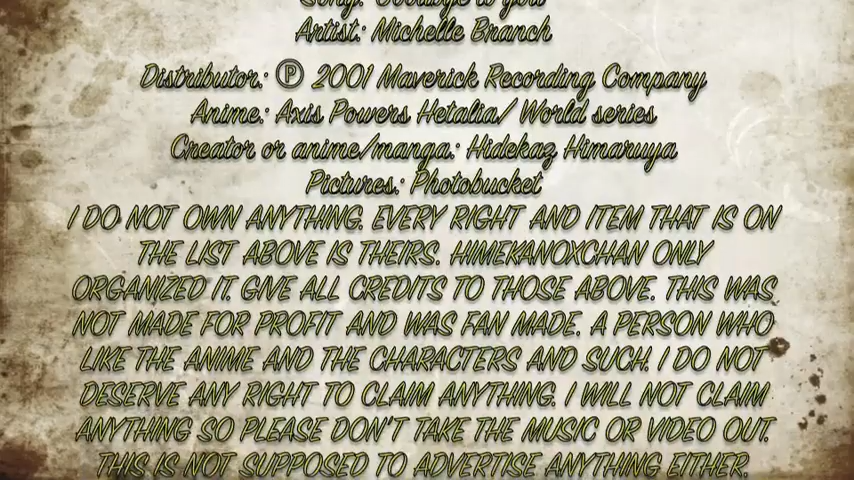 Song: Goodbye to you
Artist: Michelle Branch
Distributor: ℗ 2001 Maverick Recording Company
Anime: Axis Powers Hetalia/ World series
Creator or anime/manga: Hidekaz Himaruya
Pictures: Photobucket
I DO NOT OWN ANYTHING. EVERY RIGHT AND ITEM THAT IS ON
THE LIST ABOVE IS THEIRS. HIMEKANOXCHAN ONLY
ORGANIZED IT. GIVE ALL CREDITS TO THOSE ABOVE. THIS WAS
NOT MADE FOR PROFIT AND WAS FAN MADE. A PERSON WHO
LIKE THE ANIME AND THE CHARACTERS AND SUCH. I DO NOT
DESERVE ANY RIGHT TO CLAIM ANYTHING. I WILL NOT CLAIM
ANYTHING SO PLEASE DON'T TAKE THE MUSIC OR VIDEO OUT.
THIS IS NOT SUPPOSED TO ADVERTISE ANYTHING EITHER.